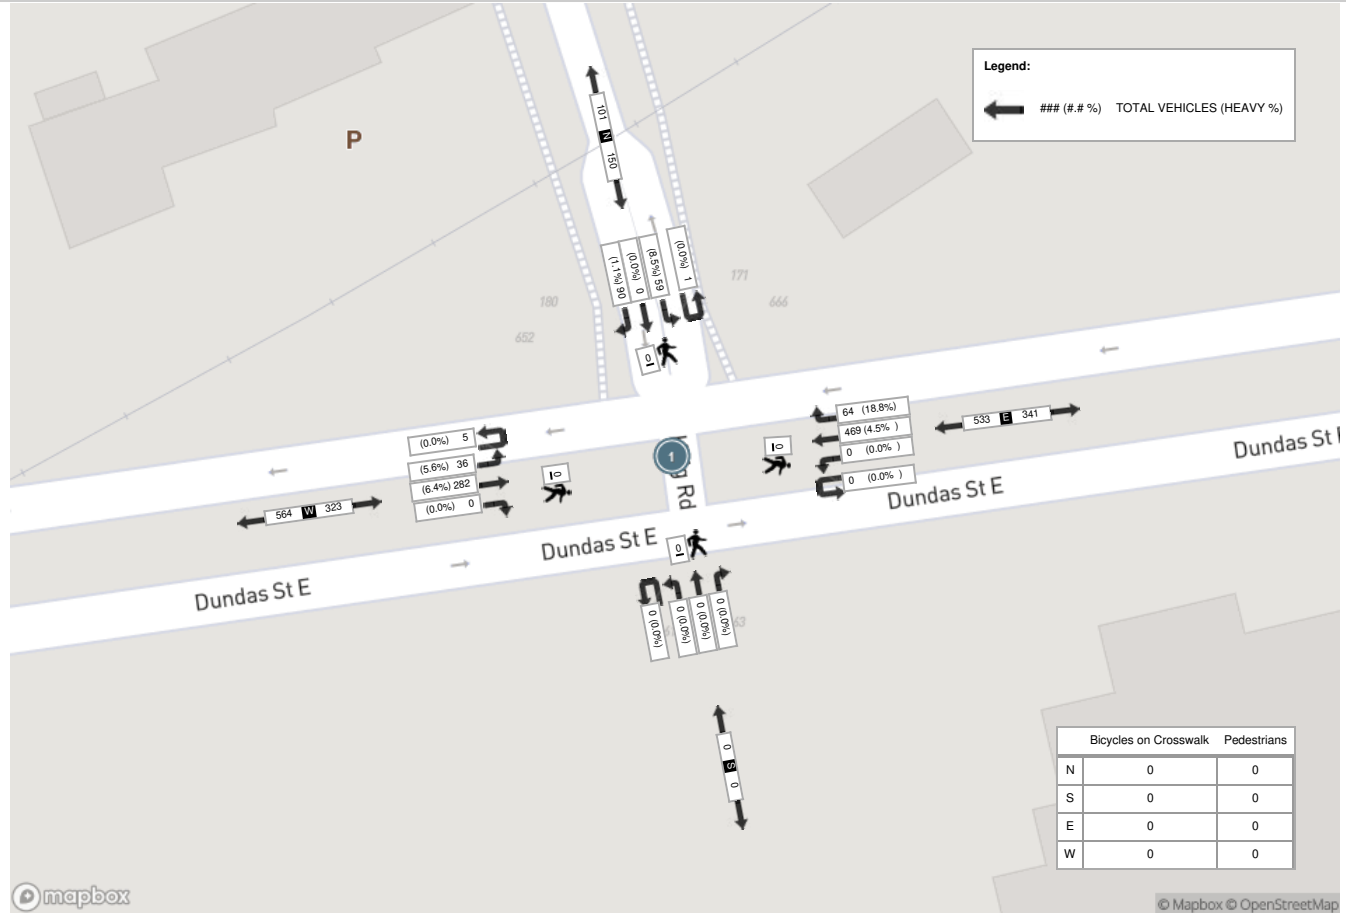 Legend:
### (#.# %) TOTAL VEHICLES (HEAVY %)
P
101 N 150
(1.1%) 90
(0.0%) 0
(8.5%) 59
(0.0%) 1
171
180
666
652
0
64 (18.8%)
469 (4.5% )
0 (0.0% )
0 (0.0% )
533 E 341
(0.0%) 5
(5.6%) 36
(6.4%) 282
(0.0%) 0
0
0
564 W 323
1
Rd
Dundas St E
Dundas St E
Dundas St E
Dundas St E
0
0 (0.0%)
0 (0.0%)
0 (0.0%)
0 (0.0%)
63
0 S 0
Bicycles on Crosswalk Pedestrians
N 0 0
S 0 0
E 0 0
W 0 0
mapbox
© Mapbox © OpenStreetMap